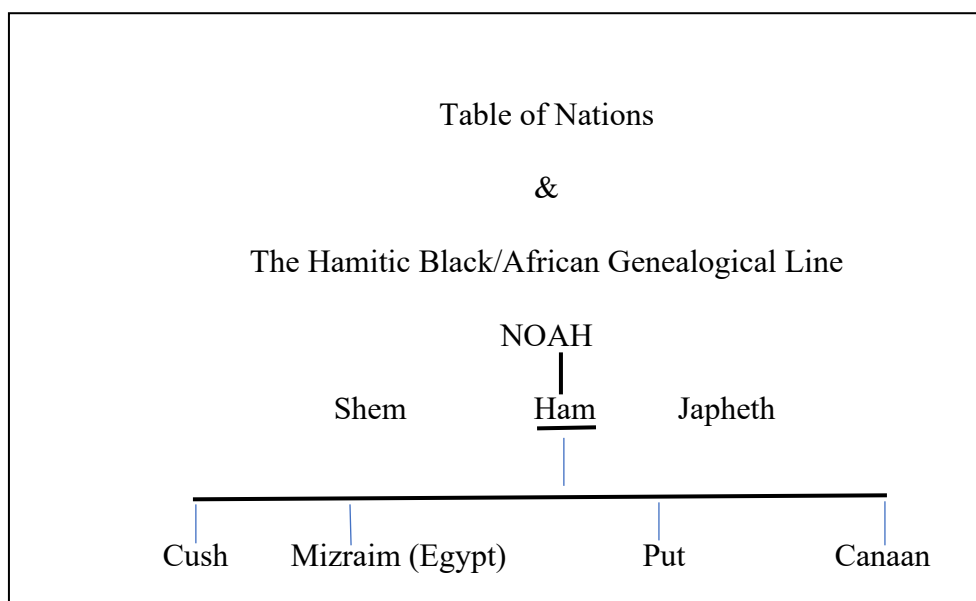 Table of Nations
&
The Hamitic Black/African Genealogical Line
NOAH
Shem Ham Japheth
Cush Mizraim (Egypt) Put Canaan